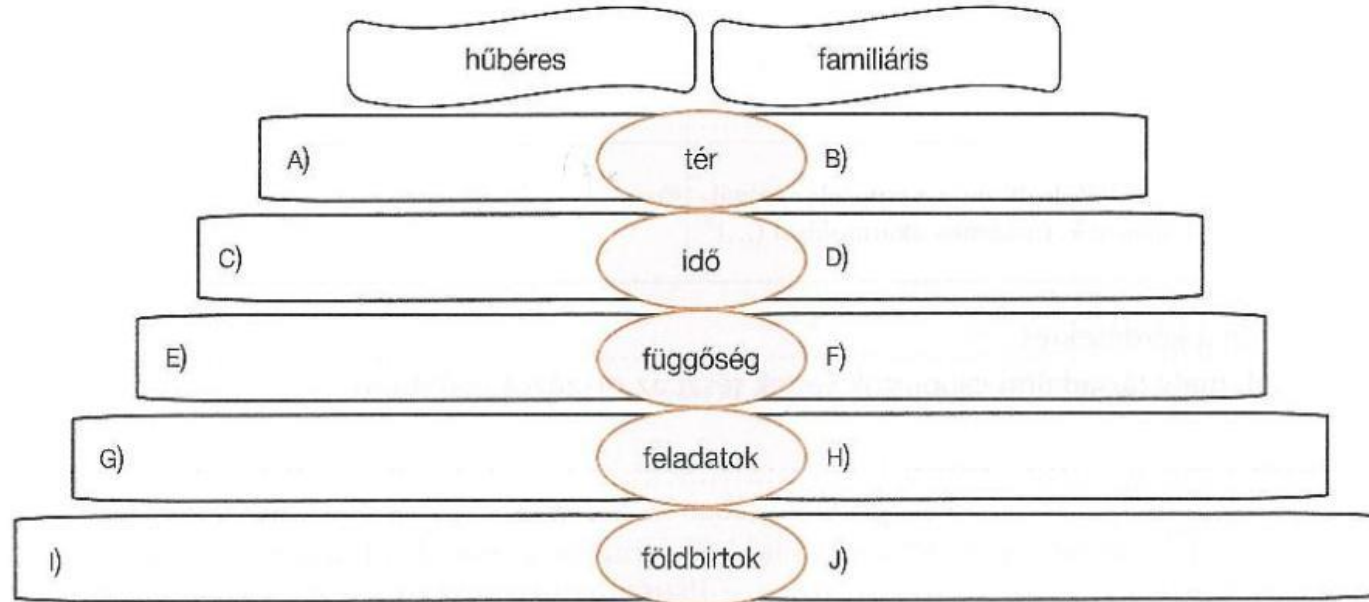 hűbéres familiáris
A) tér B)
C) idő D)
E) függőség F)
G) feladatok H)
I) földbirtok J)